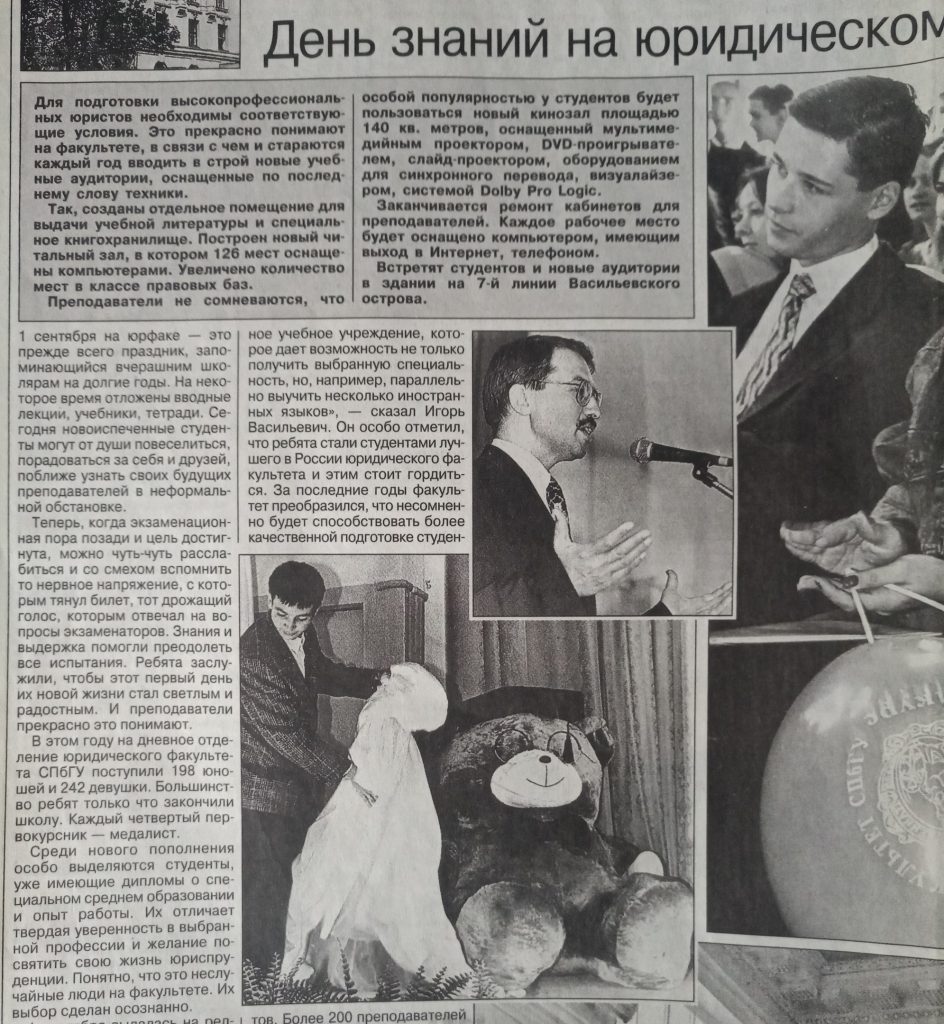 День знаний на юридическом
Для подготовки высокопрофессиональ-
ных юристов необходимы соответствую-
щие условия. Это прекрасно понимают
на факультете, в связи с чем и стараются
каждый год вводить в строй новые учеб-
ные аудитории, оснащенные по послед-
нему слову техники.
Так, созданы отдельное помещение для
выдачи учебной литературы и специаль-
ное книгохранилище. Построен новый чи-
тальный зал, в котором 126 мест оснаще-
ны компьютерами. Увеличено количество
мест в классе правовых баз.
Преподаватели не сомневаются, что
особой популярностью у студентов будет
пользоваться новый кинозал площадью
140 кв. метров, оснащенный мультиме-
дийным проектором, DVD-проигрывате-
лем, слайд-проектором, оборудованием
для синхронного перевода, визуалайзе-
ром, системой Dolby Pro Logic.
Заканчивается ремонт кабинетов для
преподавателей. Каждое рабочее место
будет оснащено компьютером, имеющим
выход в Интернет, телефоном.
Встретят студентов и новые аудитории
в здании на 7-й линии Васильевского
острова.
1 сентября на юрфаке — это
прежде всего праздник, запо-
минающийся вчерашним шко-
лярам на долгие годы. На неко-
торое время отложены вводные
лекции, учебники, тетради. Се-
годня новоиспеченные студен-
ты могут от души повеселиться,
порадоваться за себя и друзей,
поближе узнать своих будущих
преподавателей в неформаль-
ной обстановке.
Теперь, когда экзаменацион-
ная пора позади и цель достиг-
нута, можно чуть-чуть рассла-
биться и со смехом вспомнить
то нервное напряжение, с кото-
рым тянул билет, тот дрожащий
голос, которым отвечал на во-
просы экзаменаторов. Знания и
выдержка помогли преодолеть
все испытания. Ребята заслу-
жили, чтобы этот первый день
их новой жизни стал светлым и
радостным. И преподаватели
прекрасно это понимают.
В этом году на дневное отде-
ление юридического факульте-
та СПбГУ поступили 198 юно-
шей и 242 девушки. Большинст-
во ребят только что закончили
школу. Каждый четвертый пер-
вокурсник — медалист.
Среди нового пополнения
особо выделяются студенты,
уже имеющие дипломы о спе-
циальном среднем образовании
и опыт работы. Их отличает
твердая уверенность в выбран-
ной профессии и желание по-
святить свою жизнь юриспру-
денции. Понятно, что это неслу-
чайные люди на факультете. Их
выбор сделан осознанно.
ное учебное учреждение, кото-
рое дает возможность не только
получить выбранную специаль-
ность, но, например, параллель-
но выучить несколько иностран-
ных языков», — сказал Игорь
Васильевич. Он особо отметил,
что ребята стали студентами луч-
шего в России юридического фа-
культета и этим стоит гордить-
ся. За последние годы факуль-
тет преобразился, что несомнен-
но будет способствовать более
качественной подготовке студен-
тов. Более 200 преподавателей
СПбГУ